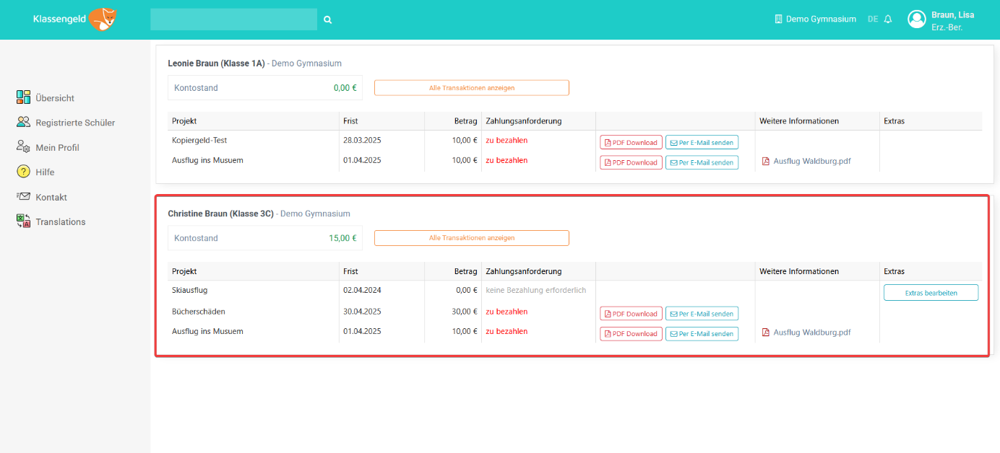 Klassengeld
Demo Gymnasium DE Braun, Lisa
Erz.-Ber.
Übersicht
Registrierte Schüler
Mein Profil
Hilfe
Kontakt
Translations
Leonie Braun (Klasse 1A) - Demo Gymnasium
Kontostand 0,00 € Alle Transaktionen anzeigen
Projekt Frist Betrag Zahlungsanforderung Weitere Informationen Extras
Kopiergeld-Test 28.03.2025 10,00 € zu bezahlen PDF Download Per E-Mail senden
Ausflug ins Musuem 01.04.2025 10,00 € zu bezahlen PDF Download Per E-Mail senden Ausflug Waldburg.pdf
Christine Braun (Klasse 3C) - Demo Gymnasium
Kontostand 15,00 € Alle Transaktionen anzeigen
Projekt Frist Betrag Zahlungsanforderung Weitere Informationen Extras
Skiausflug 02.04.2024 0,00 € keine Bezahlung erforderlich Extras bearbeiten
Bücherschäden 30.04.2025 30,00 € zu bezahlen PDF Download Per E-Mail senden
Ausflug ins Musuem 01.04.2025 10,00 € zu bezahlen PDF Download Per E-Mail senden Ausflug Waldburg.pdf